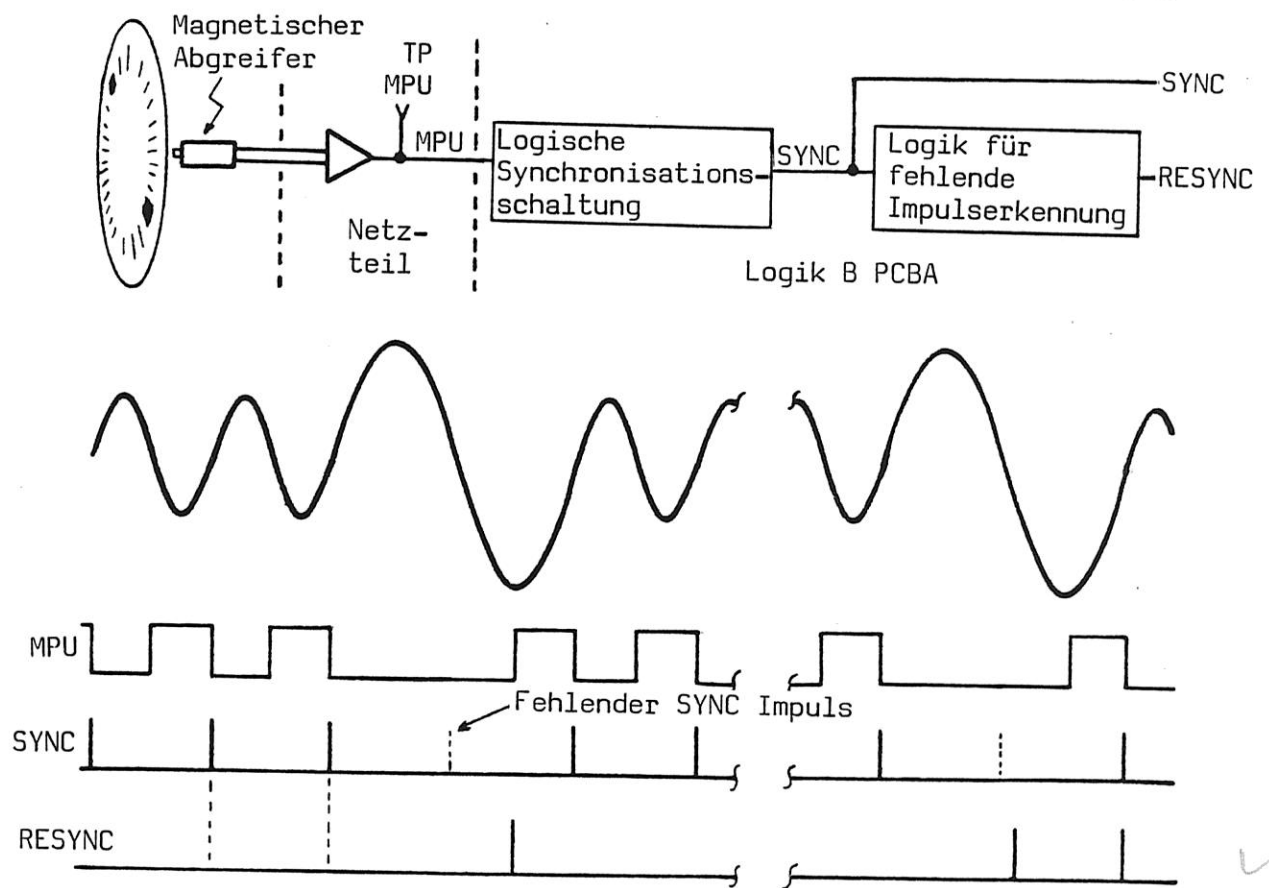 Magnetischer
Abgreifer
TP
MPU
MPU
Netz-
teil
Logische
Synchronisations-
schaltung
SYNC
Logik für
fehlende
Impulserkennung
SYNC
RESYNC
Logik B PCBA
MPU
Fehlender SYNC Impuls
SYNC
RESYNC